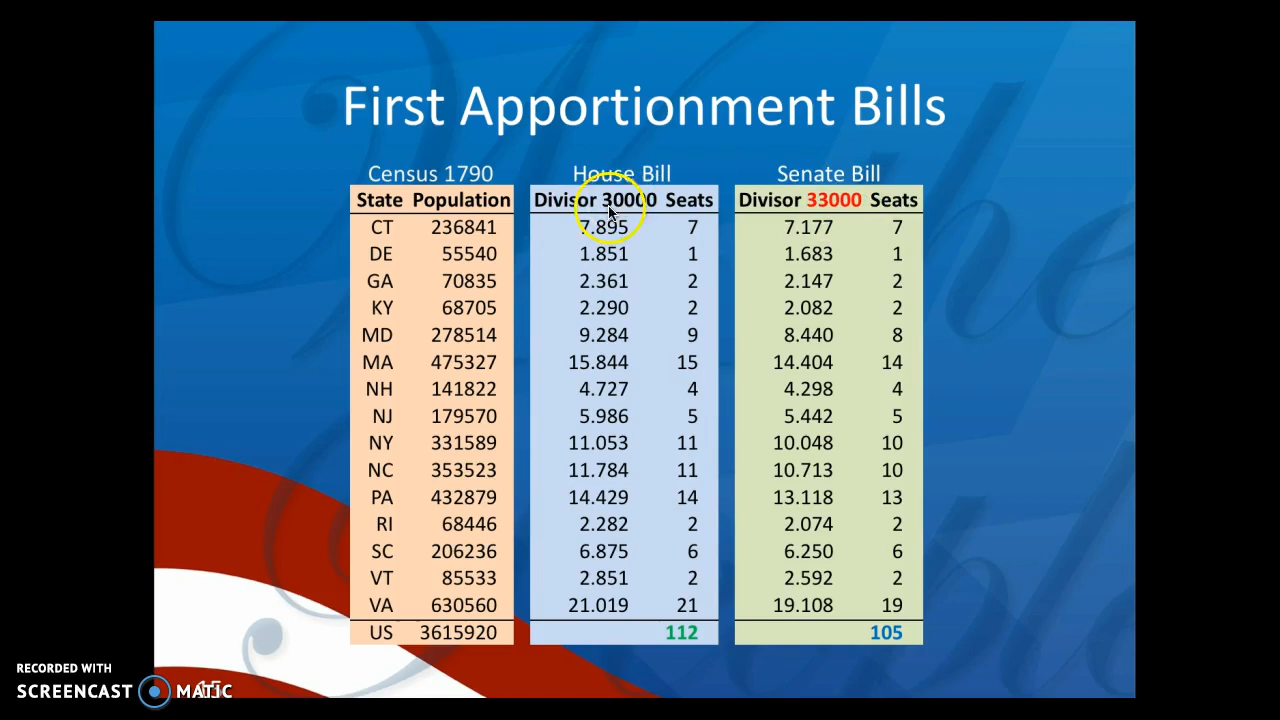 First Apportionment Bills
Census 1790 House Bill Senate Bill
State Population Divisor 30000 Seats Divisor 33000 Seats
CT 236841 7.895 7 7.177 7
DE 55540 1.851 1 1.683 1
GA 70835 2.361 2 2.147 2
KY 68705 2.290 2 2.082 2
MD 278514 9.284 9 8.440 8
MA 475327 15.844 15 14.404 14
NH 141822 4.727 4 4.298 4
NJ 179570 5.986 5 5.442 5
NY 331589 11.053 11 10.048 10
NC 353523 11.784 11 10.713 10
PA 432879 14.429 14 13.118 13
RI 68446 2.282 2 2.074 2
SC 206236 6.875 6 6.250 6
VT 85533 2.851 2 2.592 2
VA 630560 21.019 21 19.108 19
US 3615920 112 105
RECORDED WITH
SCREENCAST MATIC